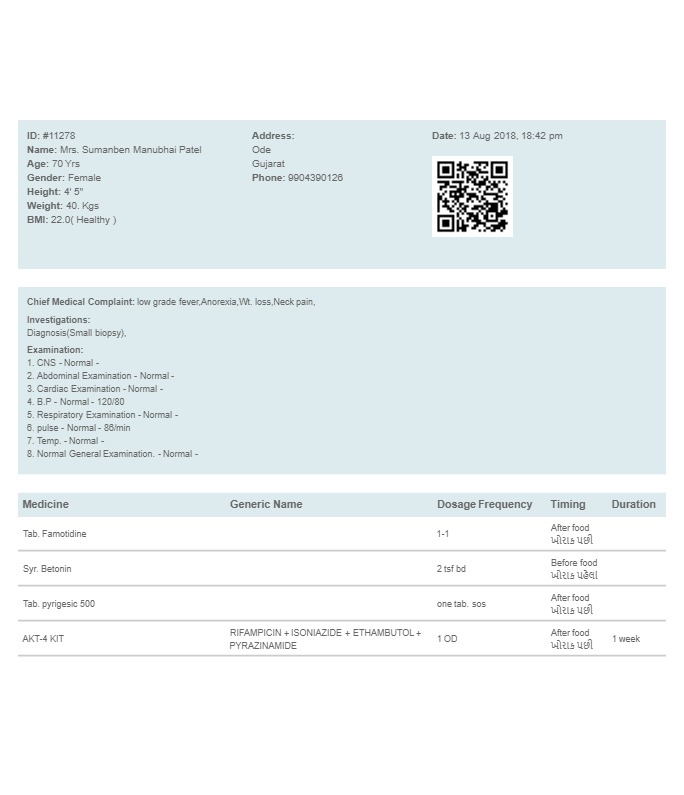 ID: #11278
Name: Mrs. Sumanben Manubhai Patel
Age: 70 Yrs
Gender: Female
Height: 4' 5"
Weight: 40. Kgs
BMI: 22.0( Healthy )
Address:
Ode
Gujarat
Phone: 9904390126
Date: 13 Aug 2018, 18:42 pm
Chief Medical Complaint: low grade fever,Anorexia,Wt. loss,Neck pain,
Investigations:
Diagnosis(Small biopsy),
Examination:
1. CNS - Normal -
2. Abdominal Examination - Normal -
3. Cardiac Examination - Normal -
4. B.P - Normal - 120/80
5. Respiratory Examination - Normal -
6. pulse - Normal - 86/min
7. Temp. - Normal -
8. Normal General Examination. - Normal -
Medicine Generic Name Dosage Frequency Timing Duration
Tab. Famotidine 1-1 After food
ખોરાક પછી
Syr. Betonin 2 tsf bd Before food
ખોરાક પહેલાં
Tab. pyrigesic 500 one tab. sos After food
ખોરાક પછી
AKT-4 KIT RIFAMPICIN + ISONIAZIDE + ETHAMBUTOL + PYRAZINAMIDE 1 OD After food 1 week
ખોરાક પછી